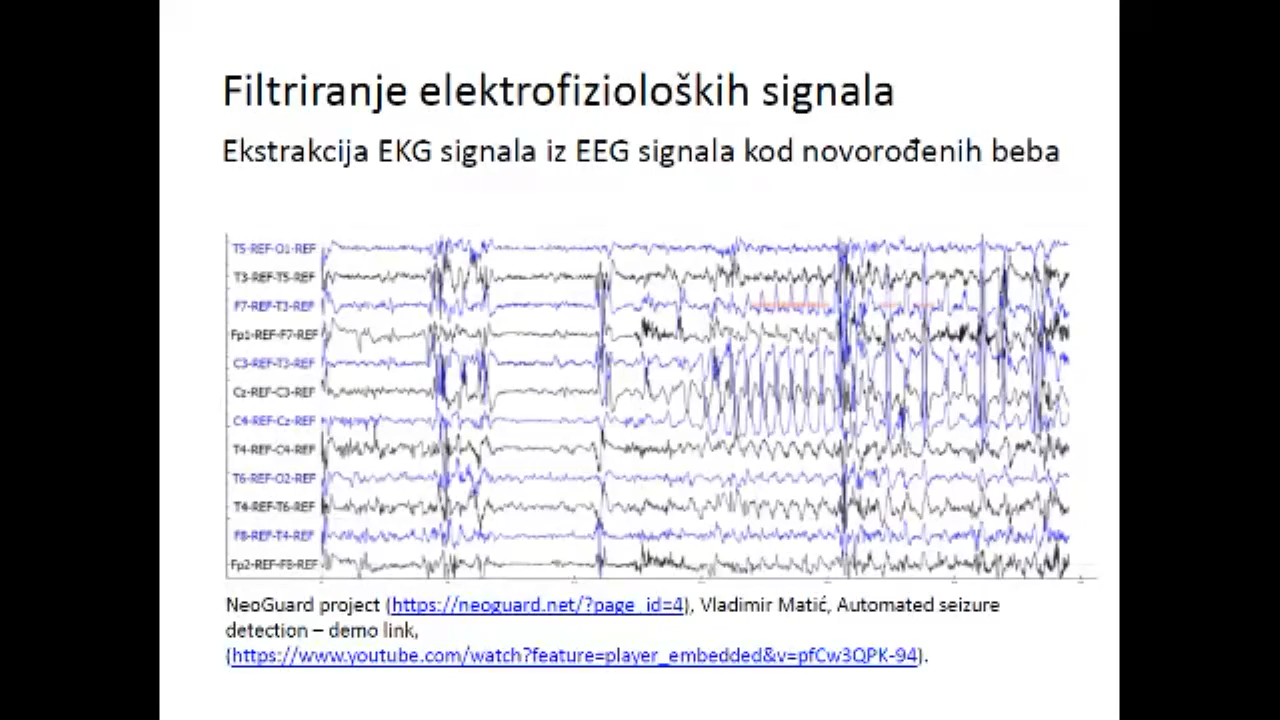 Filtriranje elektrofizioloških signala
Ekstrakcija EKG signala iz EEG signala kod novorođenih beba
T5-REF-O1-REF
T3-REF-T5-REF
F7-REF-T3-REF
Fp1-REF-F7-REF
C3-REF-T3-REF
Cz-REF-C3-REF
C4-REF-Cz-REF
T4-REF-C4-REF
T6-REF-O2-REF
T4-REF-T6-REF
F8-REF-T4-REF
Fp2-REF-F8-REF
NeoGuard project (https://neoguard.net/?page_id=4), Vladimir Matić, Automated seizure
detection – demo link,
(https://www.youtube.com/watch?feature=player_embedded&v=pfCw3QPK-94).